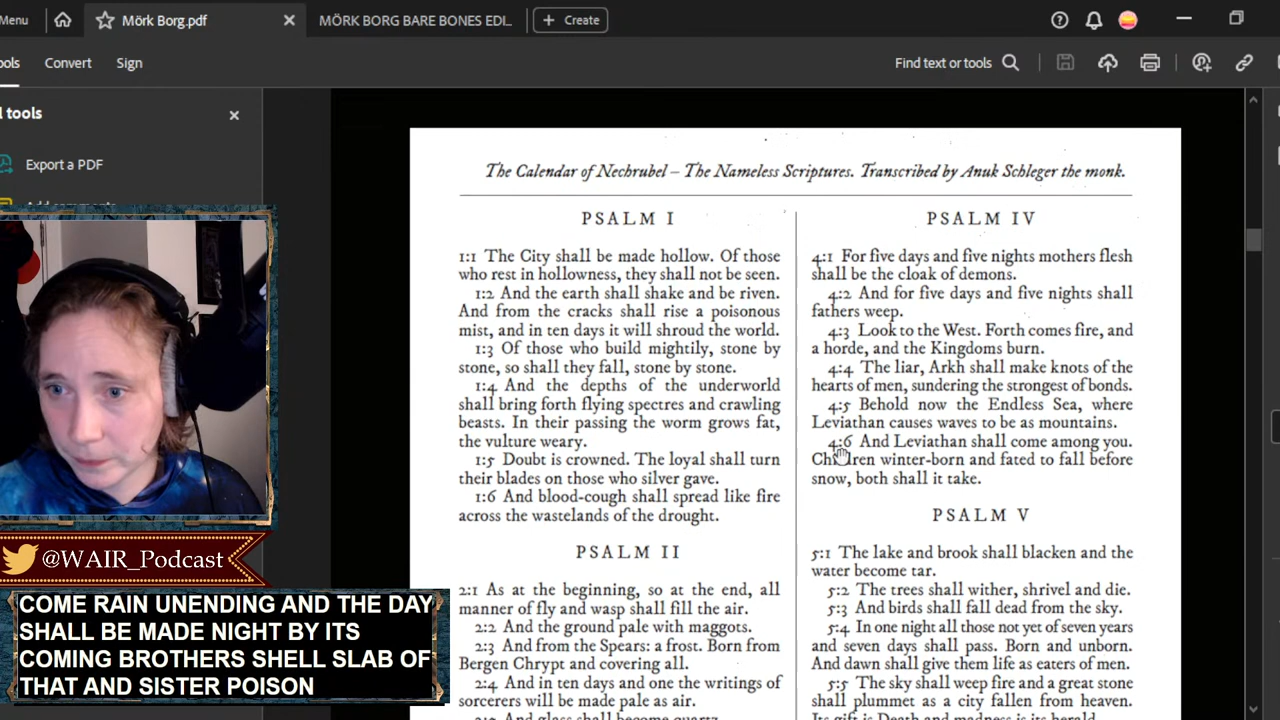 Menu
Mörk Borg.pdf
MÖRK BORG BARE BONES EDI...
Create
Convert
Sign
Find text or tools
Export a PDF
The Calendar of Nechrubel – The Nameless Scriptures. Transcribed by Anuk Schleger the monk.
PSALM I
1:1 The City shall be made hollow. Of those
who rest in hollowness, they shall not be seen.
1:2 And the earth shall shake and be riven.
And from the cracks shall rise a poisonous
mist, and in ten days it will shroud the world.
1:3 Of those who build mightily, stone by
stone, so shall they fall, stone by stone.
1:4 And the depths of the underworld
shall bring forth flying spectres and crawling
beasts. In their passing the worm grows fat,
the vulture weary.
1:5 Doubt is crowned. The loyal shall turn
their blades on those who silver gave.
1:6 And blood-cough shall spread like fire
across the wastelands of the drought.
PSALM II
2:1 As at the beginning, so at the end, all
manner of fly and wasp shall fill the air.
2:2 And the ground pale with maggots.
2:3 And from the Spears: a frost. Born from
Bergen Chrypt and covering all.
2:4 And in ten days and one the writings of
sorcerers will be made pale as air.
PSALM IV
4:1 For five days and five nights mothers flesh
shall be the cloak of demons.
4:2 And for five days and five nights shall
fathers weep.
4:3 Look to the West. Forth comes fire, and
a horde, and the Kingdoms burn.
4:4 The liar, Arkh shall make knots of the
hearts of men, sundering the strongest of bonds.
4:5 Behold now the Endless Sea, where
Leviathan causes waves to be as mountains.
4:6 And Leviathan shall come among you.
Children winter-born and fated to fall before
snow, both shall it take.
PSALM V
5:1 The lake and brook shall blacken and the
water become tar.
5:2 The trees shall wither, shrivel and die.
5:3 And birds shall fall dead from the sky.
5:4 In one night all those not yet of seven years
and seven days shall pass. Born and unborn.
And dawn shall give them life as eaters of men.
5:5 The sky shall weep fire and a great stone
shall plummet as a city fallen from heaven.
Its gift is Death and madness is its herald.
@WAIR_Podcast
COME RAIN UNENDING AND THE DAY
SHALL BE MADE NIGHT BY ITS
COMING BROTHERS SHELL SLAB OF
THAT AND SISTER POISON